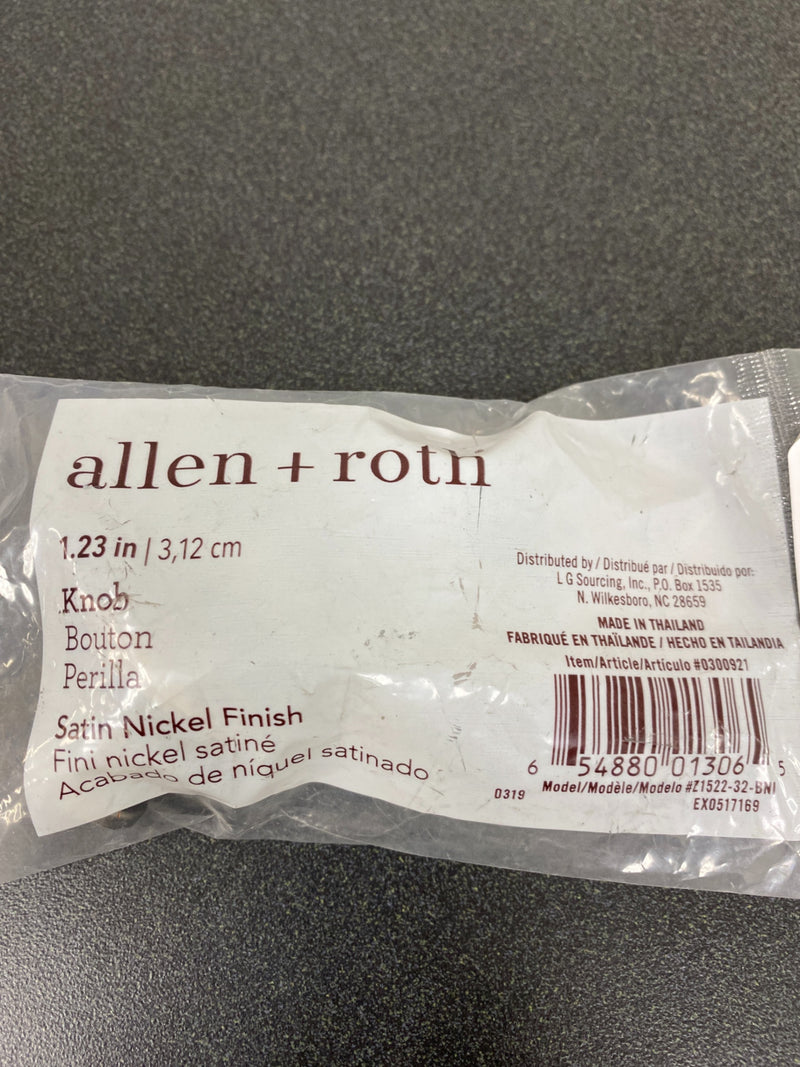 allen + roth
1.23 in | 3,12 cm
Knob
Bouton
Perilla
Satin Nickel Finish
Fini nickel satiné
Acabado de níquel satinado
Distributed by / Distribué par / Distribuido por:
L G Sourcing, Inc., P.O. Box 1535
N. Wilkesboro, NC 28659
MADE IN THAILAND
FABRIQUÉ EN THAÏLANDE / HECHO EN TAILANDIA
Item/Article/Artículo #0300921
6 54880 01306 5
0319 Model/Modèle/Modelo #Z1522-32-BNI
EX0517169